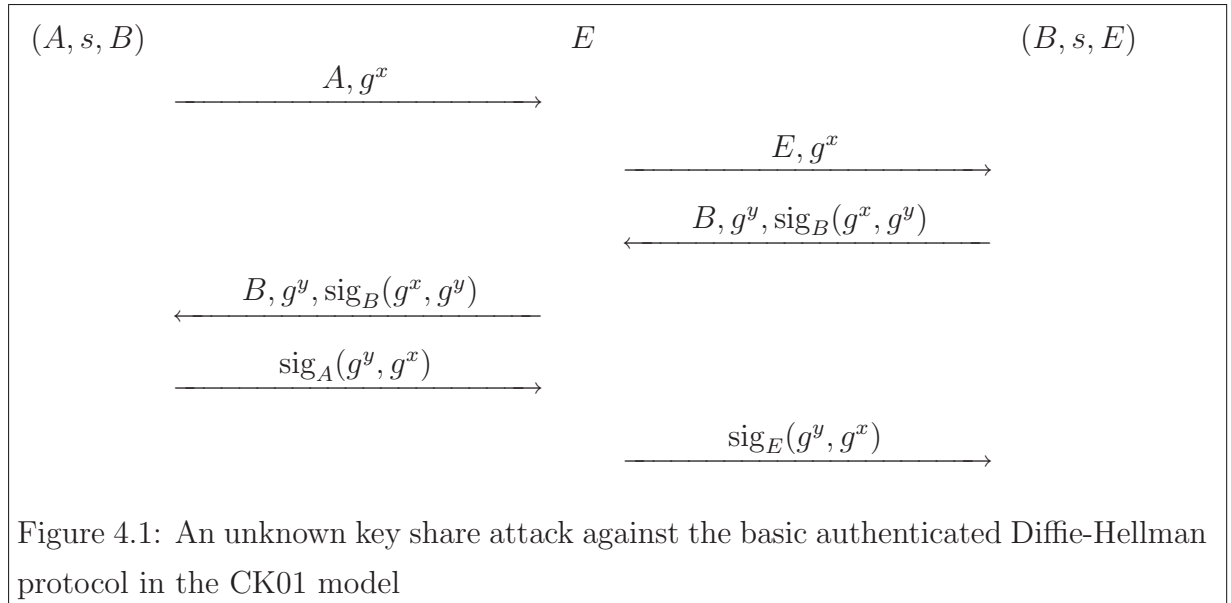 (A, s, B) E (B, s, E)
A, g^x
E, g^x
B, g^y, sig_B(g^x, g^y)
B, g^y, sig_B(g^x, g^y)
sig_A(g^y, g^x)
sig_E(g^y, g^x)
Figure 4.1: An unknown key share attack against the basic authenticated Diffie-Hellman
protocol in the CK01 model